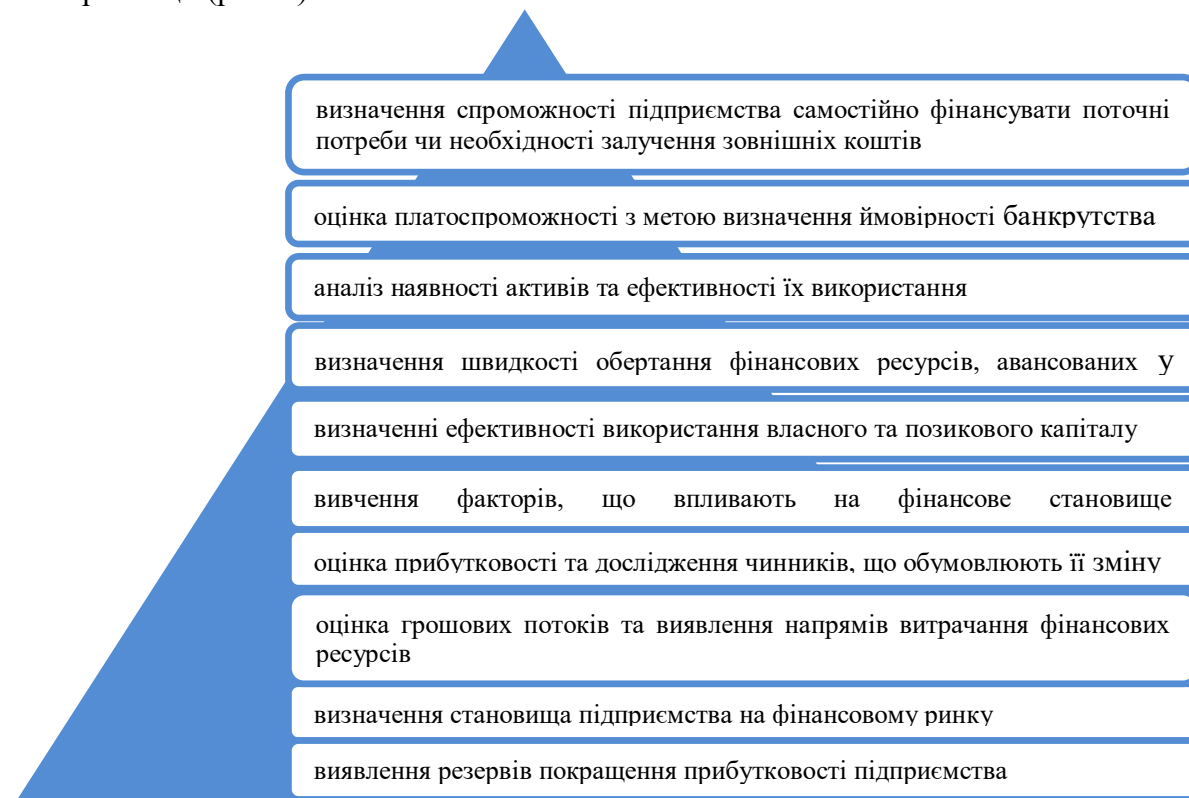 визначення спроможності підприємства самостійно фінансувати поточні
потреби чи необхідності залучення зовнішніх коштів
оцінка платоспроможності з метою визначення ймовірності банкрутства
аналіз наявності активів та ефективності їх використання
визначення швидкості обертання фінансових ресурсів, авансованих у
визначенні ефективності використання власного та позикового капіталу
вивчення факторів, що впливають на фінансове становище
оцінка прибутковості та дослідження чинників, що обумовлюють її зміну
оцінка грошових потоків та виявлення напрямів витрачання фінансових
ресурсів
визначення становища підприємства на фінансовому ринку
виявлення резервів покращення прибутковості підприємства